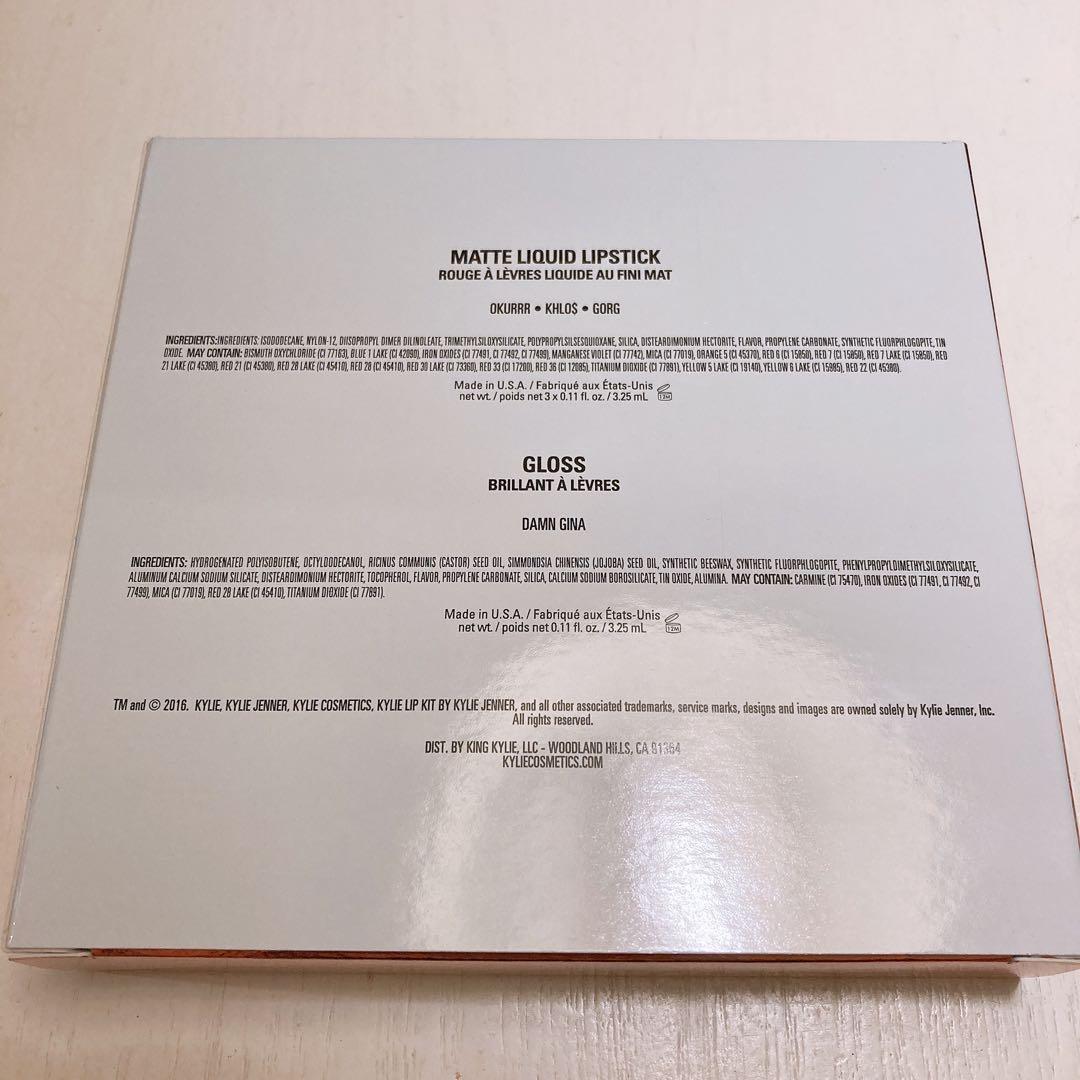 MATTE LIQUID LIPSTICK
ROUGE À LÈVRES LIQUIDE AU FINI MAT
OKURRR • KHLO$ • GORG
INGREDIENTS:INGREDIENTS: ISODODECANE, NYLON-12, DIISOPROPYL DIMER DILINOLEATE, TRIMETHYLSILOXYSILICATE, POLYPROPYLSILSESQUIOXANE, SILICA, DISTEARDIMONIUM HECTORITE, FLAVOR, PROPYLENE CARBONATE, SYNTHETIC FLUORPHLOGOPITE, TIN
OXIDE. MAY CONTAIN: BISMUTH OXYCHLORIDE (CI 77163), BLUE 1 LAKE (CI 42090), IRON OXIDES (CI 77491, CI 77492, CI 77499), MANGANESE VIOLET (CI 77742), MICA (CI 77019), ORANGE 5 (CI 45370), RED 6 (CI 15850), RED 7 (CI 15850), RED 7 LAKE (CI 15850), RED
21 LAKE (CI 45380), RED 21 (CI 45380), RED 28 LAKE (CI 45410), RED 28 (CI 45410), RED 30 LAKE (CI 73360), RED 33 (CI 17200), RED 36 (CI 12085), TITANIUM DIOXIDE (CI 77891), YELLOW 5 LAKE (CI 19140), YELLOW 6 LAKE (CI 15985), RED 22 (CI 45380).
Made in U.S.A. / Fabriqué aux États-Unis
net wt. / poids net 3 x 0.11 fl. oz. / 3.25 mL
12M
GLOSS
BRILLANT À LÈVRES
DAMN GINA
INGREDIENTS: HYDROGENATED POLYISOBUTENE, OCTYLDODECANOL, RICINUS COMMUNIS (CASTOR) SEED OIL, SIMMONDSIA CHINENSIS (JOJOBA) SEED OIL, SYNTHETIC BEESWAX, SYNTHETIC FLUORPHLOGOPITE, PHENYLPROPYLDIMETHYLSILOXYSILICATE,
ALUMINUM CALCIUM SODIUM SILICATE, DISTEARDIMONIUM HECTORITE, TOCOPHEROL, FLAVOR, PROPYLENE CARBONATE, SILICA, CALCIUM SODIUM BOROSILICATE, TIN OXIDE, ALUMINA. MAY CONTAIN: CARMINE (CI 75470), IRON OXIDES (CI 77491, CI 77492, CI
77499), MICA (CI 77019), RED 28 LAKE (CI 45410), TITANIUM DIOXIDE (CI 77891).
Made in U.S.A. / Fabriqué aux États-Unis
net wt. / poids net 0.11 fl. oz. / 3.25 mL
12M
TM and © 2016. KYLIE, KYLIE JENNER, KYLIE COSMETICS, KYLIE LIP KIT BY KYLIE JENNER, and all other associated trademarks, service marks, designs and images are owned solely by Kylie Jenner, Inc.
All rights reserved.
DIST. BY KING KYLIE, LLC - WOODLAND HILLS, CA 91364
KYLIECOSMETICS.COM